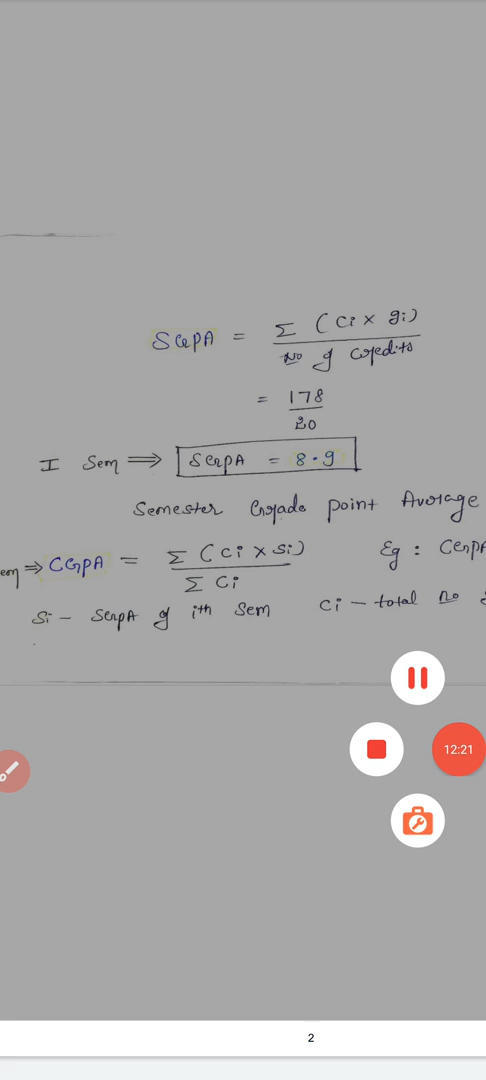 SGPA = Σ (Ci x gi)
No of credits
= 178
20
I Sem ⟹ SGPA = 8.9
Semester Grade point Average
em ⇒ CGPA = Σ (Ci x Si) Eg : CGPA
Σ Ci
Si - SGPA of ith Sem Ci - total no
12:21
2